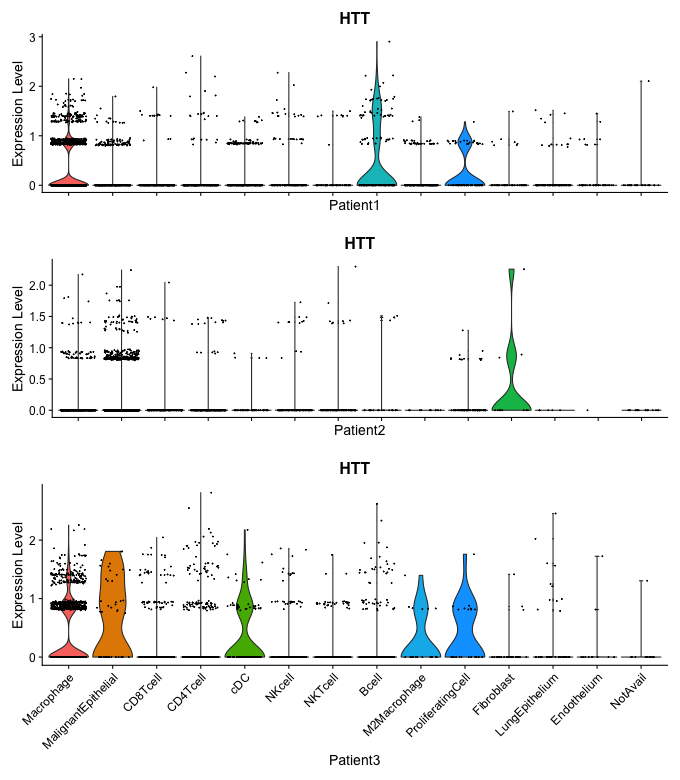 HTT
Expression Level
3
2
1
0
Patient1
HTT
Expression Level
2.0
1.5
1.0
0.5
0.0
Patient2
HTT
Expression Level
2
1
0
Macrophage
MalignantEpithelial
CD8Tcell
CD4Tcell
cDC
NKcell
NKTcell
Bcell
M2Macrophage
ProliferatingCell
Fibroblast
LungEpithelium
Endothelium
NotAvail
Patient3